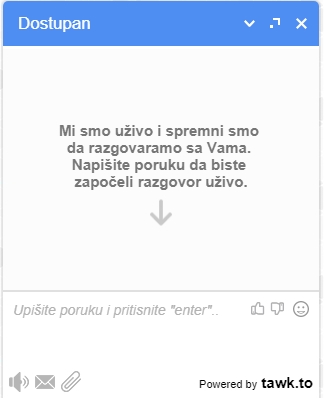 Dostupan
Mi smo uživo i spremni smo
da razgovaramo sa Vama.
Napišite poruku da biste
započeli razgovor uživo.
Upišite poruku i pritisnite "enter"..
Powered by tawk.to